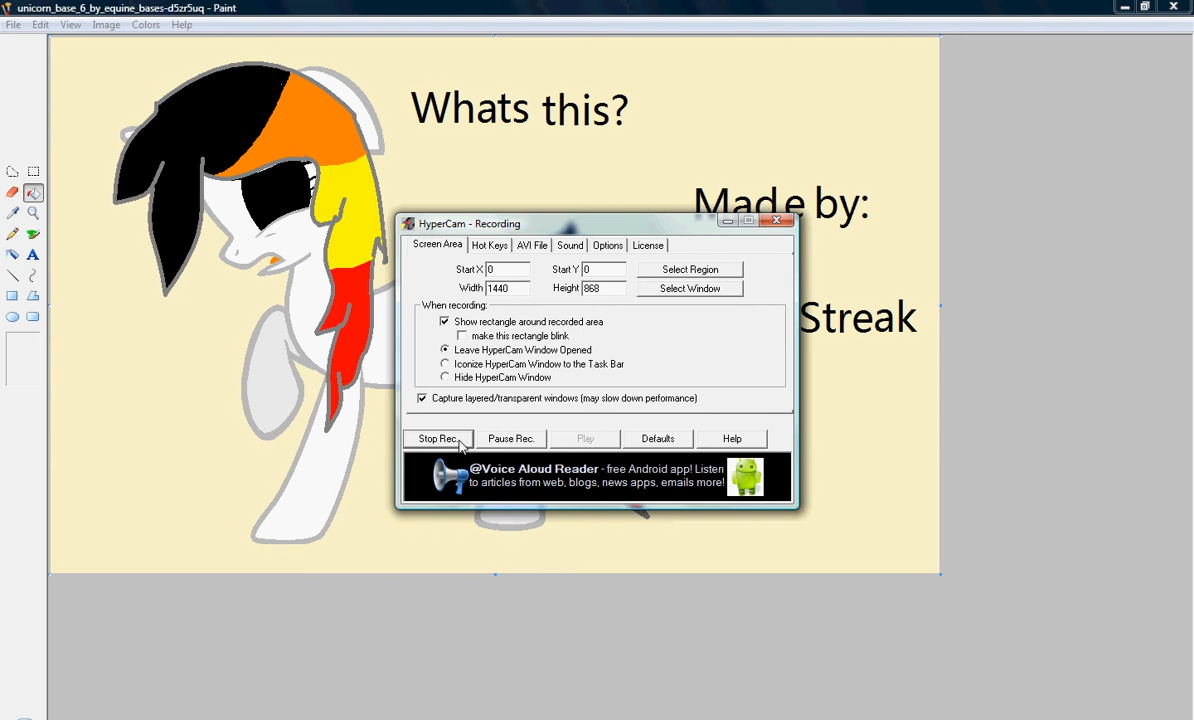 unicorn_base_6_by_equine_bases-d5zr5uq - Paint
File Edit View Image Colors Help
Whats this?
Made by:
Streak
HyperCam - Recording
Screen Area Hot Keys AVI File Sound Options License
Start X 0 Start Y 0 Select Region
Width 1440 Height 868 Select Window
When recording:
Show rectangle around recorded area
make this rectangle blink
Leave HyperCam Window Opened
Iconize HyperCam Window to the Task Bar
Hide HyperCam Window
Capture layered/transparent windows (may slow down performance)
Stop Rec. Pause Rec. Play Defaults Help
@Voice Aloud Reader - free Android app! Listen
to articles from web, blogs, news apps, emails more!
A